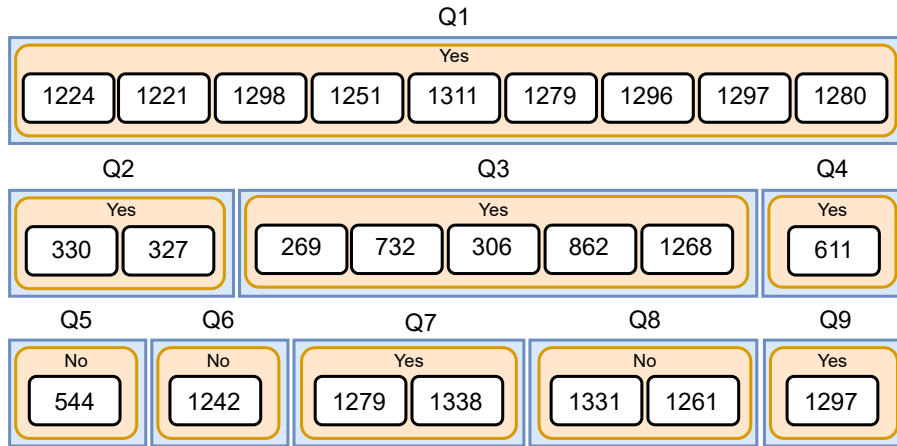 Q1
Yes
1224 1221 1298 1251 1311 1279 1296 1297 1280
Q2 Q3 Q4
Yes Yes Yes
330 327 269 732 306 862 1268 611
Q5 Q6 Q7 Q8 Q9
No No Yes No Yes
544 1242 1279 1338 1331 1261 1297